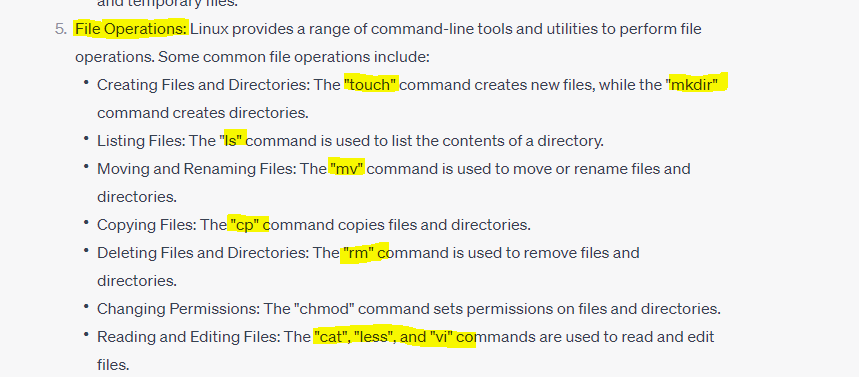 and temporary files.
5. File Operations: Linux provides a range of command-line tools and utilities to perform file
operations. Some common file operations include:
• Creating Files and Directories: The "touch" command creates new files, while the "mkdir"
command creates directories.
• Listing Files: The "ls" command is used to list the contents of a directory.
• Moving and Renaming Files: The "mv" command is used to move or rename files and
directories.
• Copying Files: The "cp" command copies files and directories.
• Deleting Files and Directories: The "rm" command is used to remove files and
directories.
• Changing Permissions: The "chmod" command sets permissions on files and directories.
• Reading and Editing Files: The "cat", "less", and "vi" commands are used to read and edit
files.